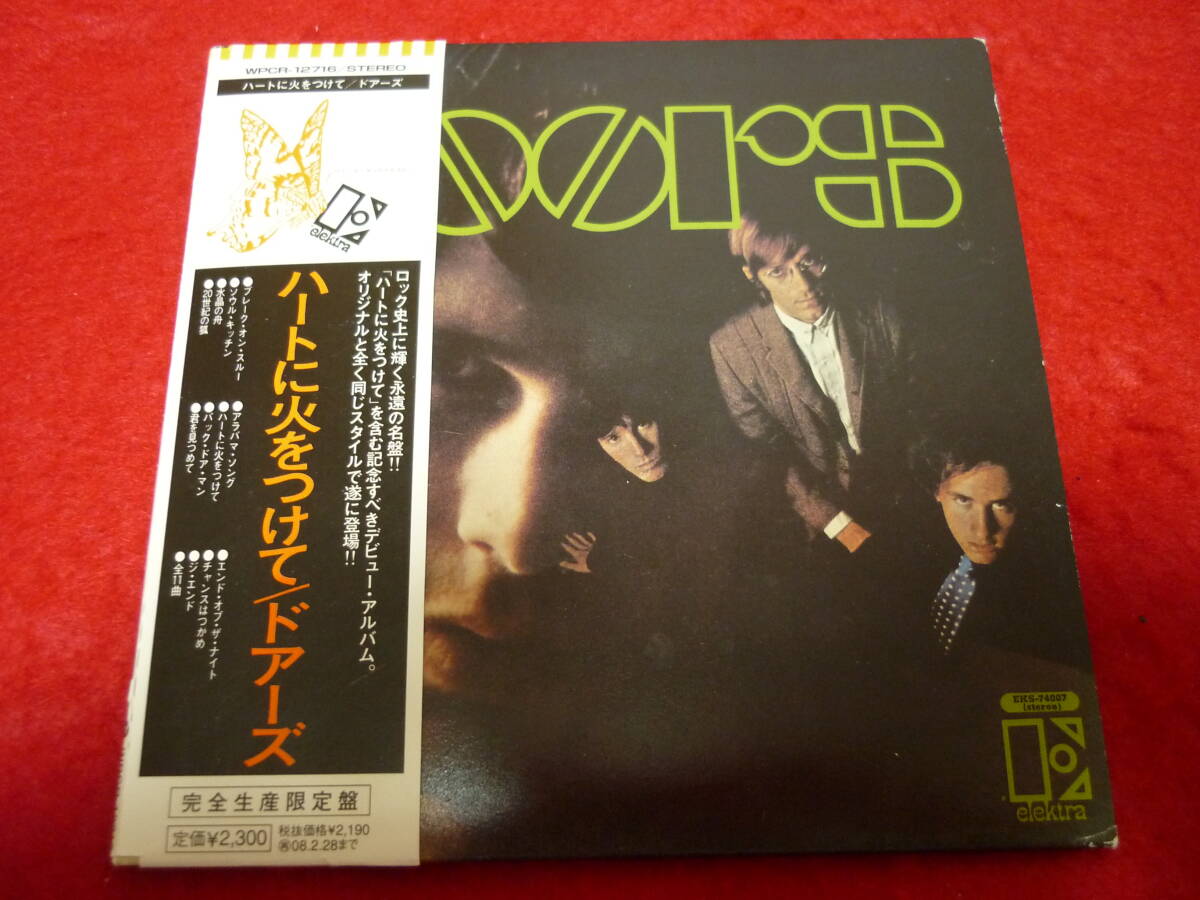 WPCR-12716/STEREO
ハートに火をつけて/ドアーズ
elektra
oors
ロック史上に輝く永遠の名盤!!
「ハートに火をつけて」を含む記念すべきデビュー・アルバム。
オリジナルと全く同じスタイルで遂に登場!!
ハートに火をつけて/ドアーズ
●ブレーク・オン・スルー
●ソウル・キッチン
●水晶の舟
●20世紀の狐
●アラバマ・ソング
●ハートに火をつけて
●バック・ドア・マン
●君を見つめて
●エンド・オブ・ザ・ナイト
●チャンスはつかめ
●ジ・エンド
●全11曲
完全生産限定盤
定価¥2,300
税抜価格¥2,190
08.2.28まで
EKS-74007
(stereo)
elektra